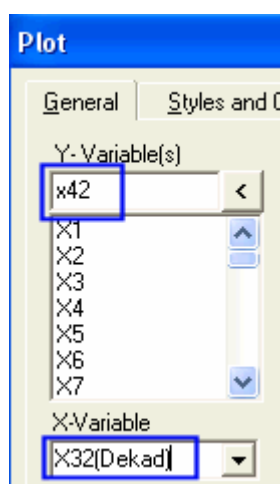 Plot
General Styles and
Y- Variable(s)
x42 <
X1
X2
X3
X4
X5
X6
X7
X-Variable
X32(Dekad)